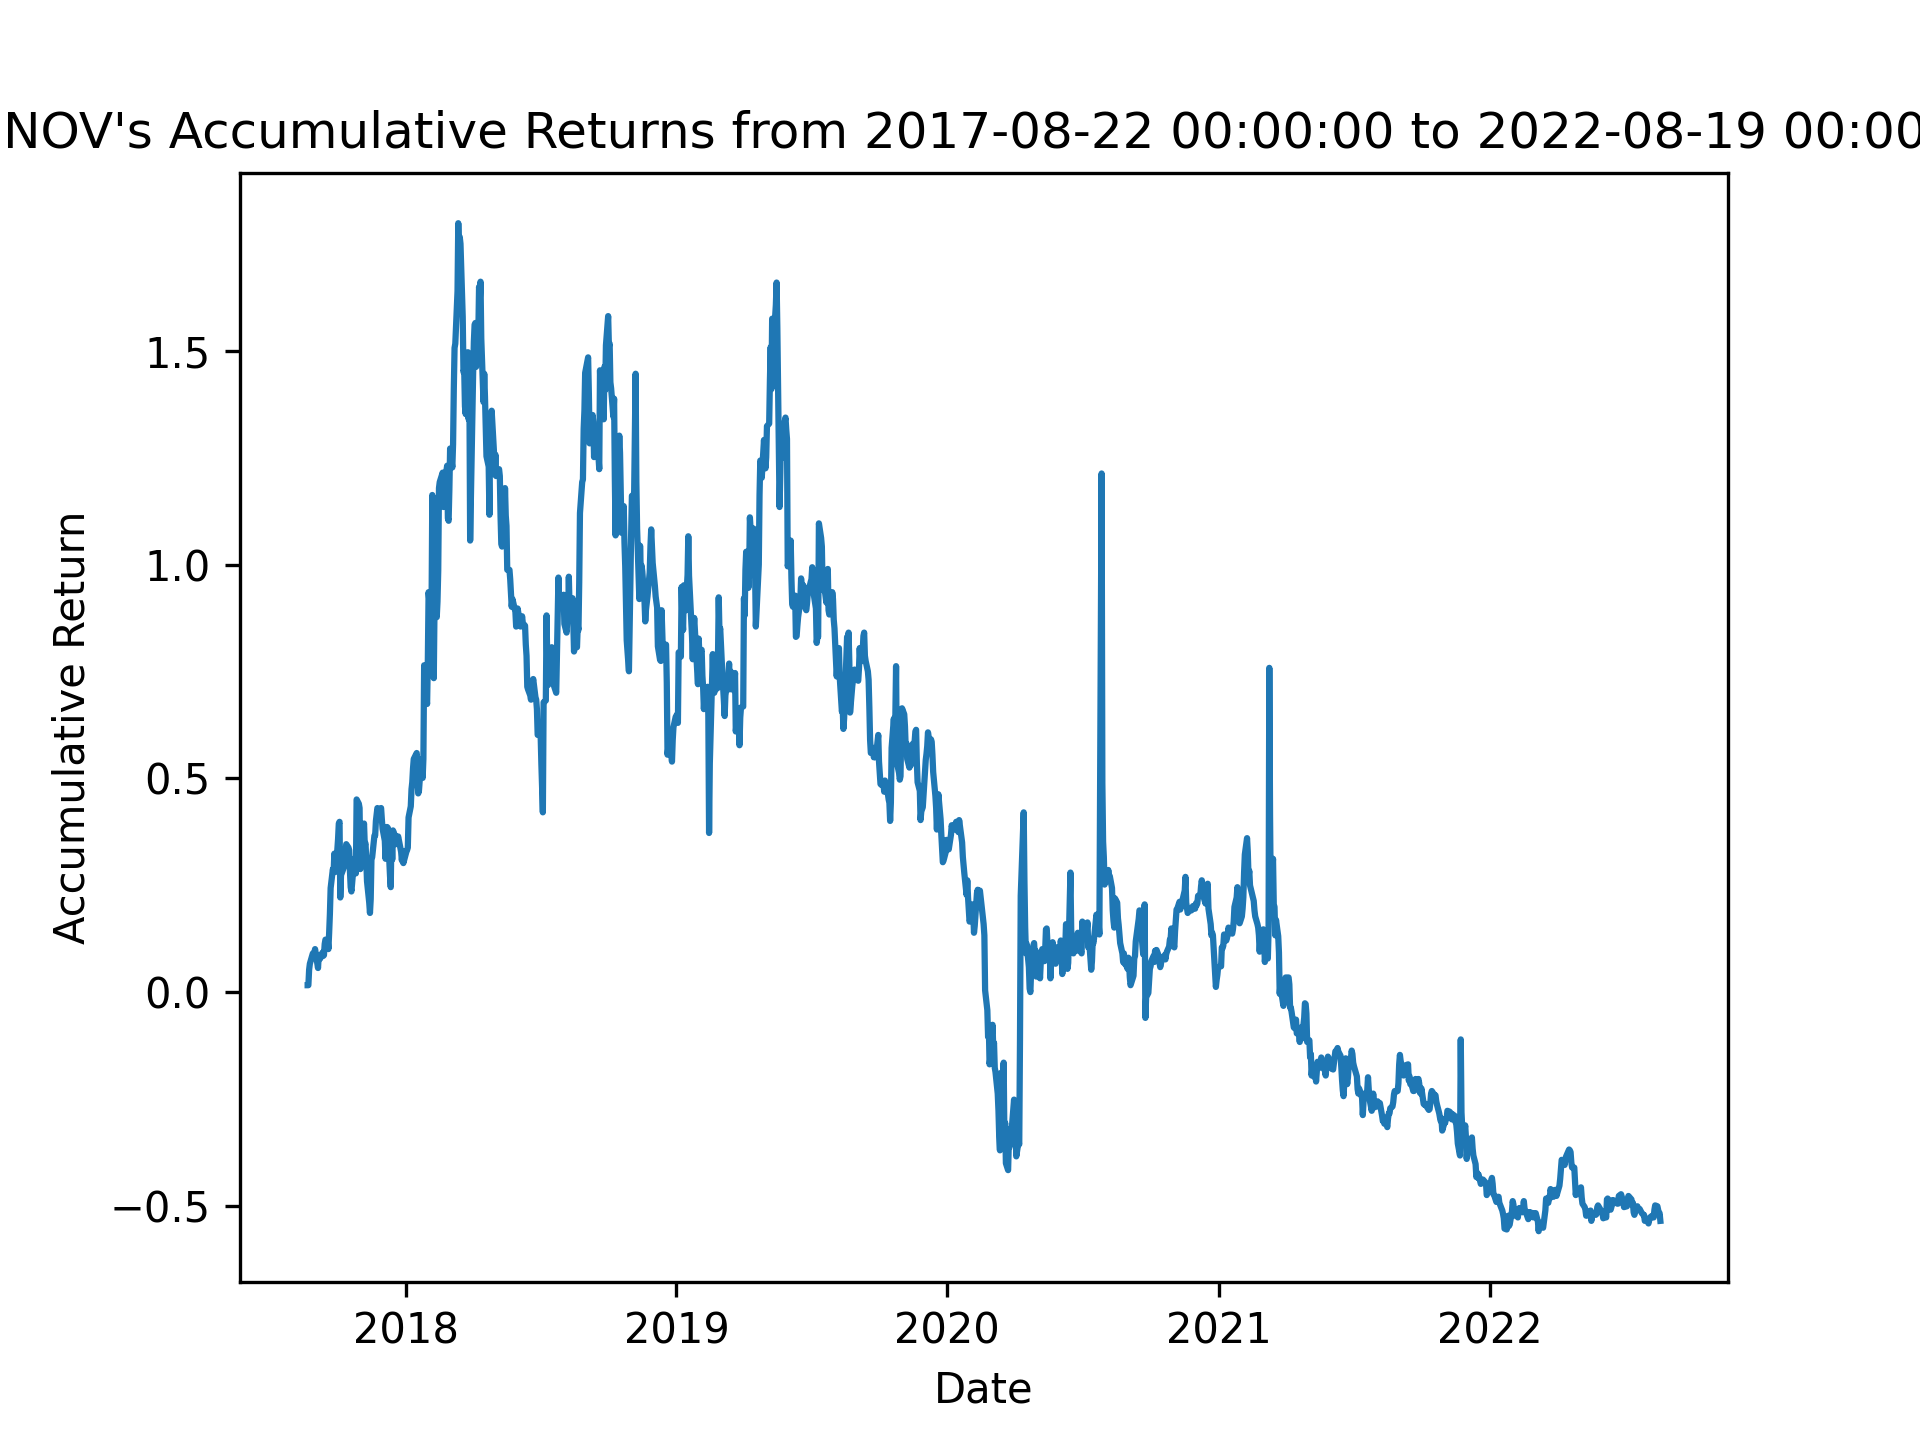 NOV's Accumulative Returns from 2017-08-22 00:00:00 to 2022-08-19 00:00
Accumulative Return
1.5
1.0
0.5
0.0
−0.5
2018 2019 2020 2021 2022
Date